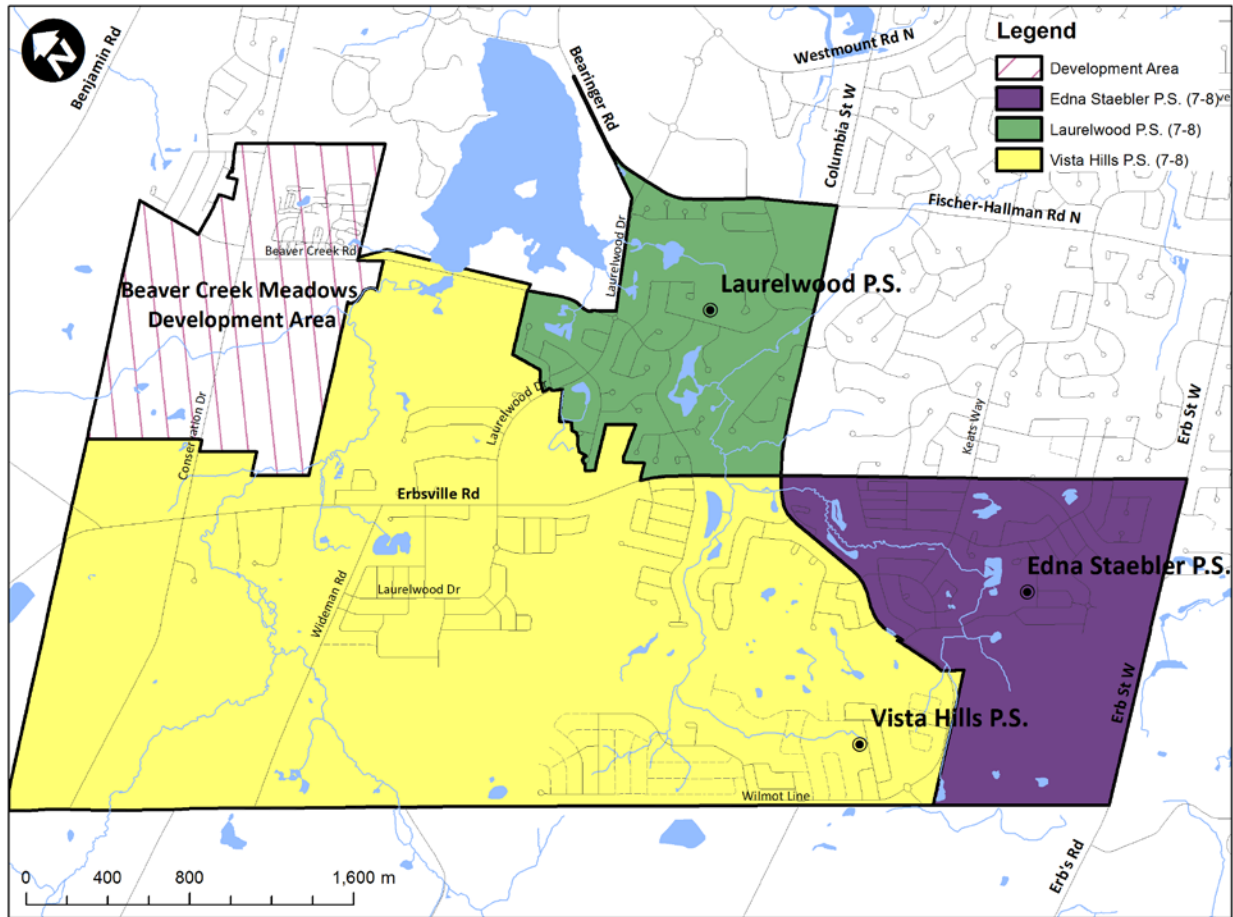 N
Benjamin Rd
Bearinger Rd
Westmount Rd N
Columbia St W
Legend
Development Area
Edna Staebler P.S. (7-8)
ve
Laurelwood P.S. (7-8)
Vista Hills P.S. (7-8)
Fischer-Hallman Rd N
Beaver Creek Rd
Laurelwood Dr
Beaver Creek Meadows
Development Area
Laurelwood P.S.
Laurelwood Dr
Conservation Dr
Keats Way
Erb St W
Erbsville Rd
Edna Staebler P.S.
Laurelwood Dr
Wideman Rd
Erb St W
Vista Hills P.S.
Wilmot Line
Erb's Rd
0 400 800 1,600 m